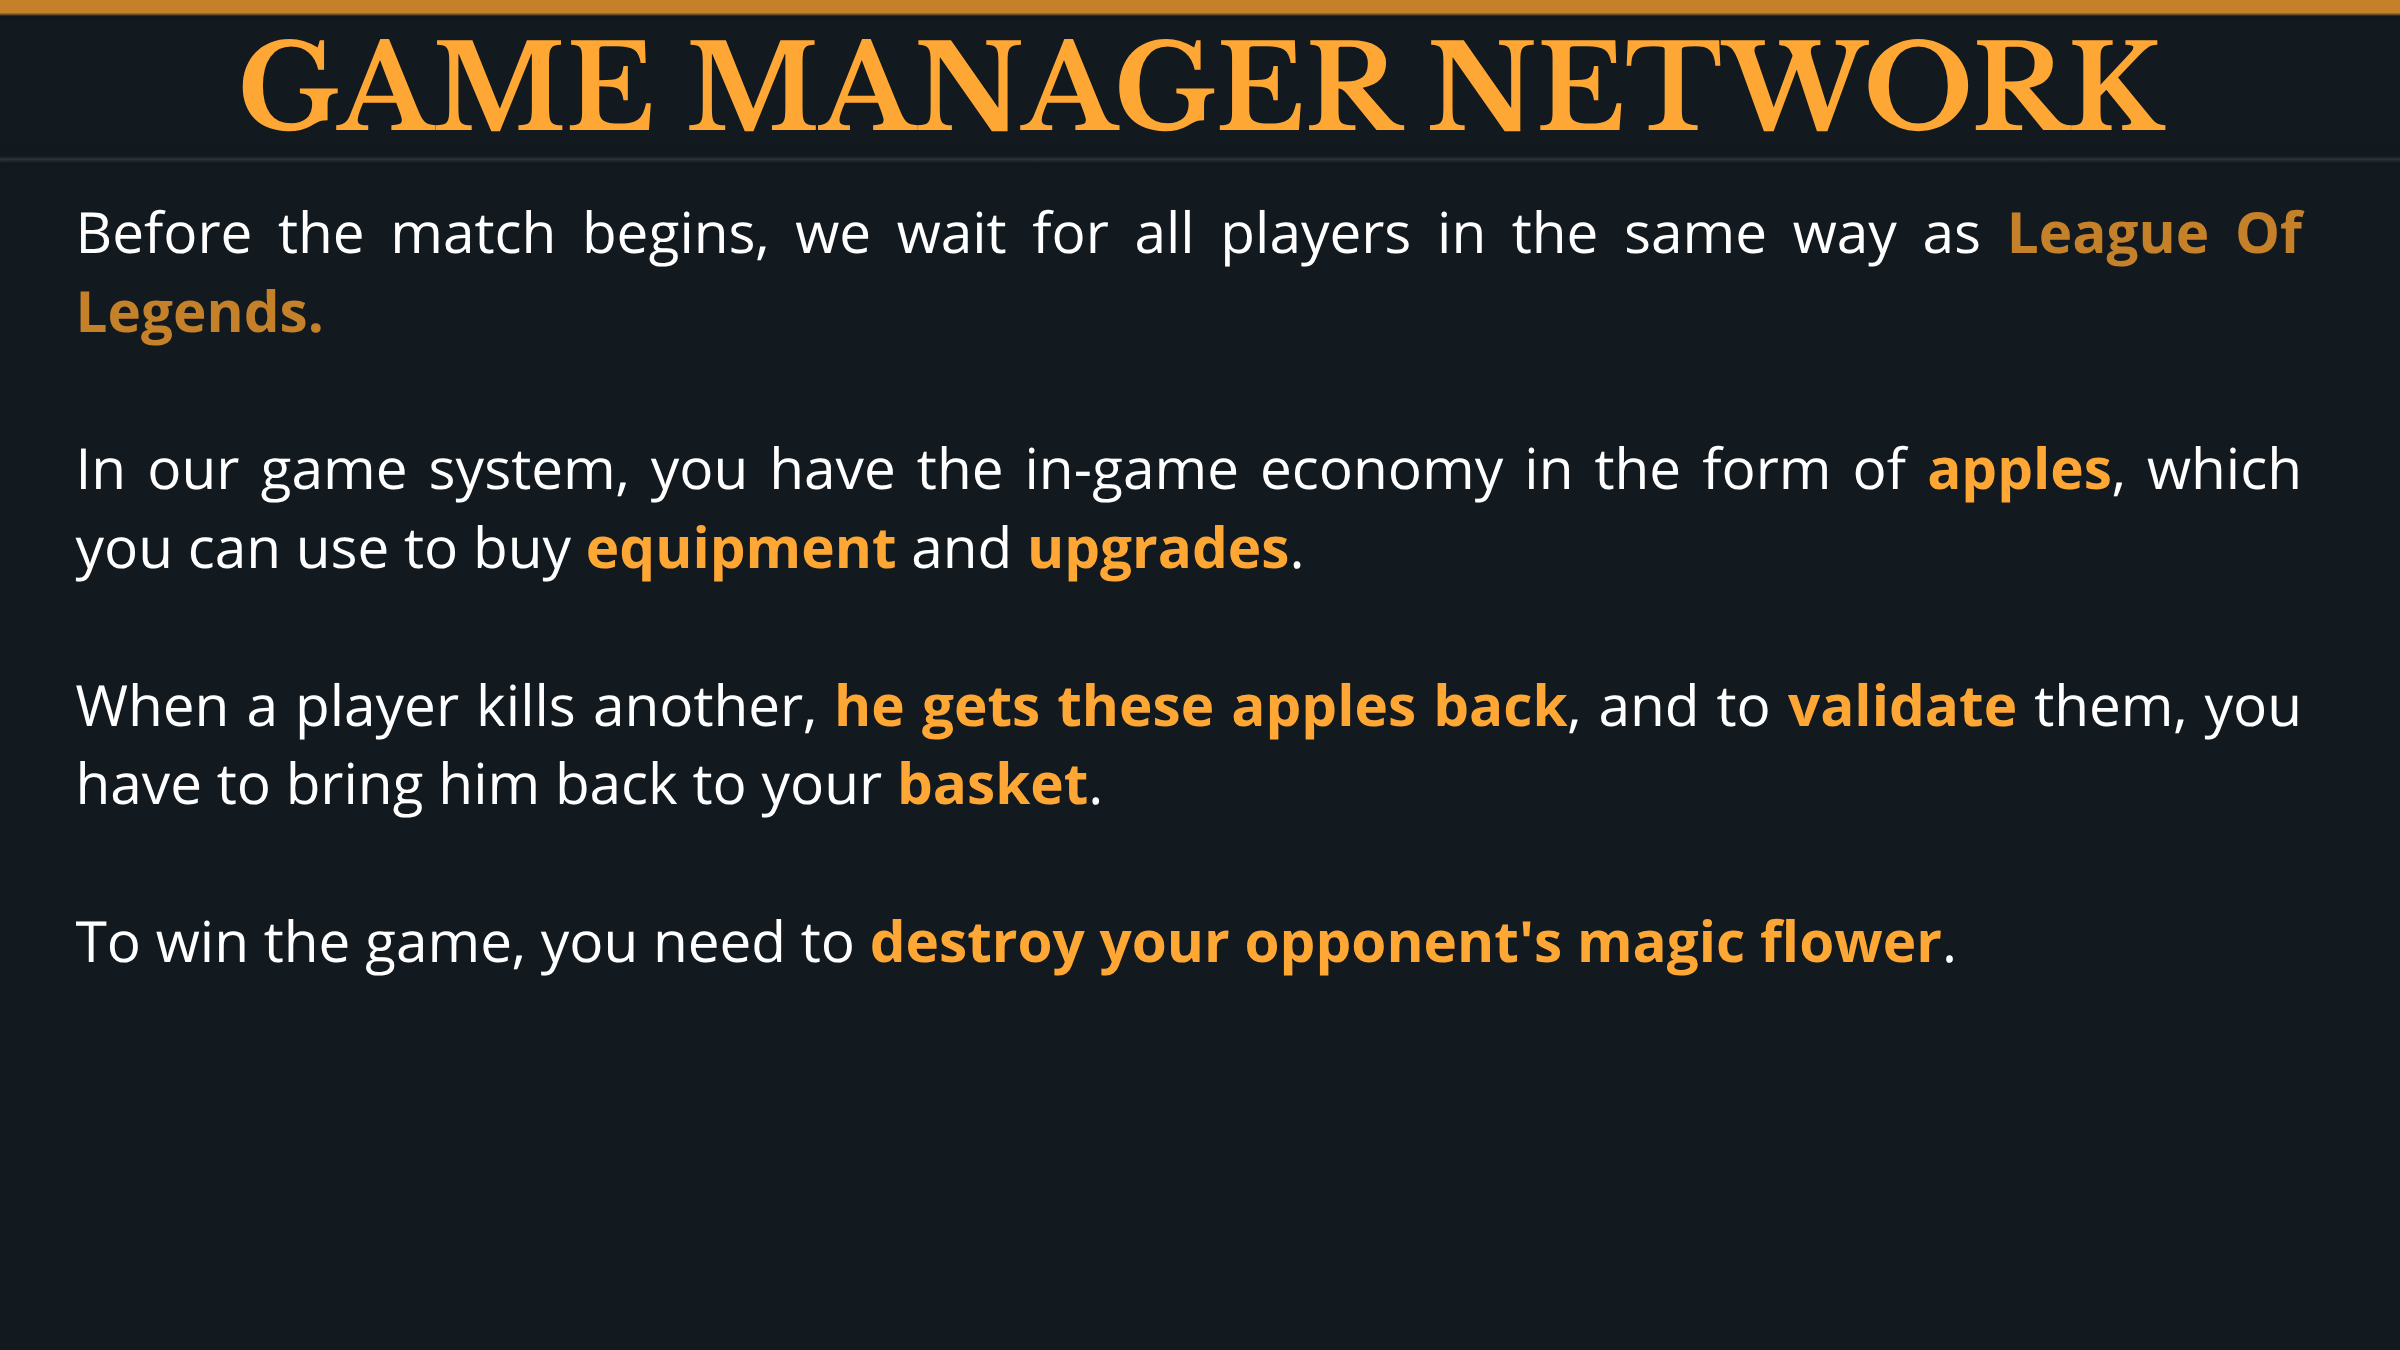 GAME MANAGER NETWORK
Before the match begins, we wait for all players in the same way as League Of
Legends.
In our game system, you have the in-game economy in the form of apples, which
you can use to buy equipment and upgrades.
When a player kills another, he gets these apples back, and to validate them, you
have to bring him back to your basket.
To win the game, you need to destroy your opponent's magic flower.